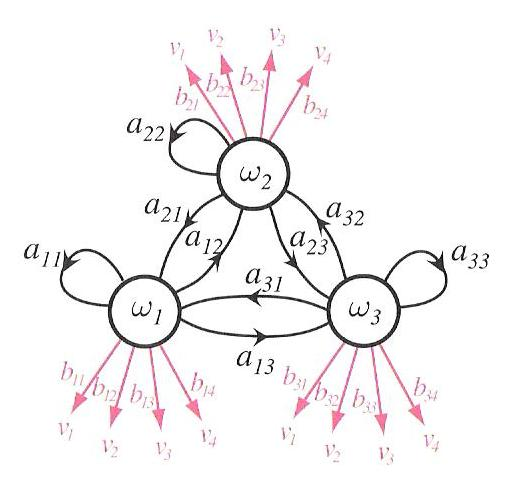 v₁ v₂ v₃ v₄
b₂₁ b₂₂ b₂₃ b₂₄
a₂₂
ω₂
a₂₁ a₁₂ a₂₃ a₃₂
a₁₁ a₃₁ a₃₃
ω₁ ω₃
a₁₃
b₁₁ b₁₂ b₁₃ b₁₄ b₃₁ b₃₂ b₃₃ b₃₄
v₁ v₂ v₃ v₄ v₁ v₂ v₃ v₄